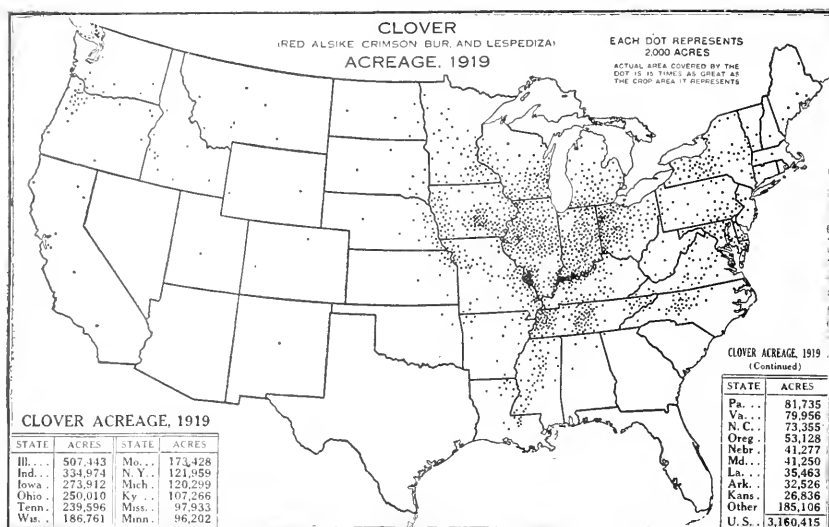 CLOVER
(RED ALSIKE CRIMSON BUR, AND LESPEDIZA)
ACREAGE, 1919
EACH DOT REPRESENTS
2,000 ACRES
ACTUAL AREA COVERED BY THE
DOT IS 15 TIMES AS GREAT AS
THE CROP AREA IT REPRESENTS
CLOVER ACREAGE, 1919
STATE ACRES STATE ACRES
Ill.... 507,443 Mo... 173,428
Ind... 334,974 N.Y.. 121,959
Iowa . 273,912 Mich . 120,299
Ohio . 250,010 Ky .. 107,266
Tenn. 239,596 Miss.. 97,933
Wis.. 186,761 Minn. 96,202
CLOVER ACREAGE, 1919
(Continued)
STATE ACRES
Pa. .. 81,735
Va. .. 79,956
N. C. . 73,355
Oreg . 53,128
Nebr . 41,277
Md. .. 41,250
La. .. 35,463
Ark. . 32,526
Kans. 26,836
Other 185,106
U. S. . 3,160,415